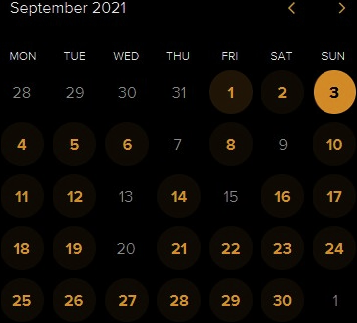 September 2021
MON TUE WED THU FRI SAT SUN
28 29 30 31 1 2 3
4 5 6 7 8 9 10
11 12 13 14 15 16 17
18 19 20 21 22 23 24
25 26 27 28 29 30 1